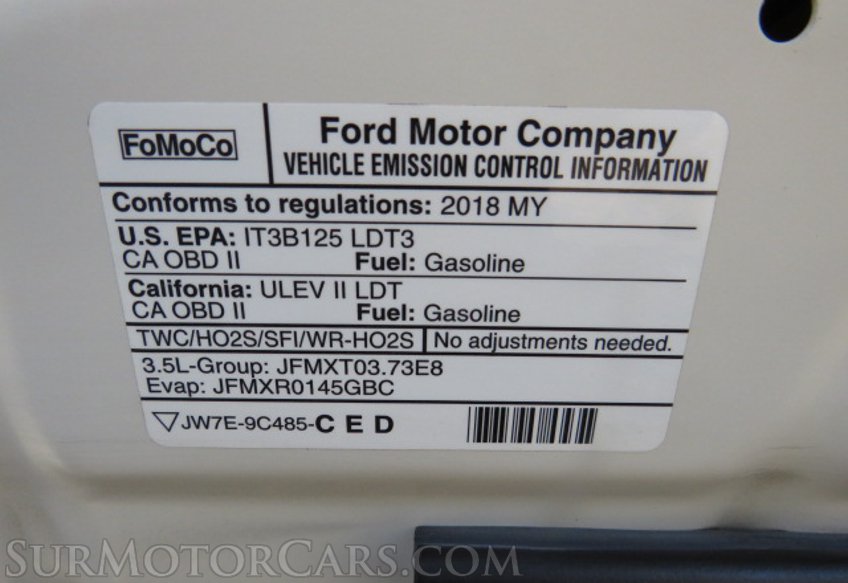 FoMoCo
Ford Motor Company
VEHICLE EMISSION CONTROL INFORMATION
Conforms to regulations: 2018 MY
U.S. EPA: IT3B125 LDT3
CA OBD II Fuel: Gasoline
California: ULEV II LDT
CA OBD II Fuel: Gasoline
TWC/HO2S/SFI/WR-HO2S No adjustments needed.
3.5L-Group: JFMXT03.73E8
Evap: JFMXR0145GBC
JW7E-9C485-C E D
SURMOTORCARS.COM